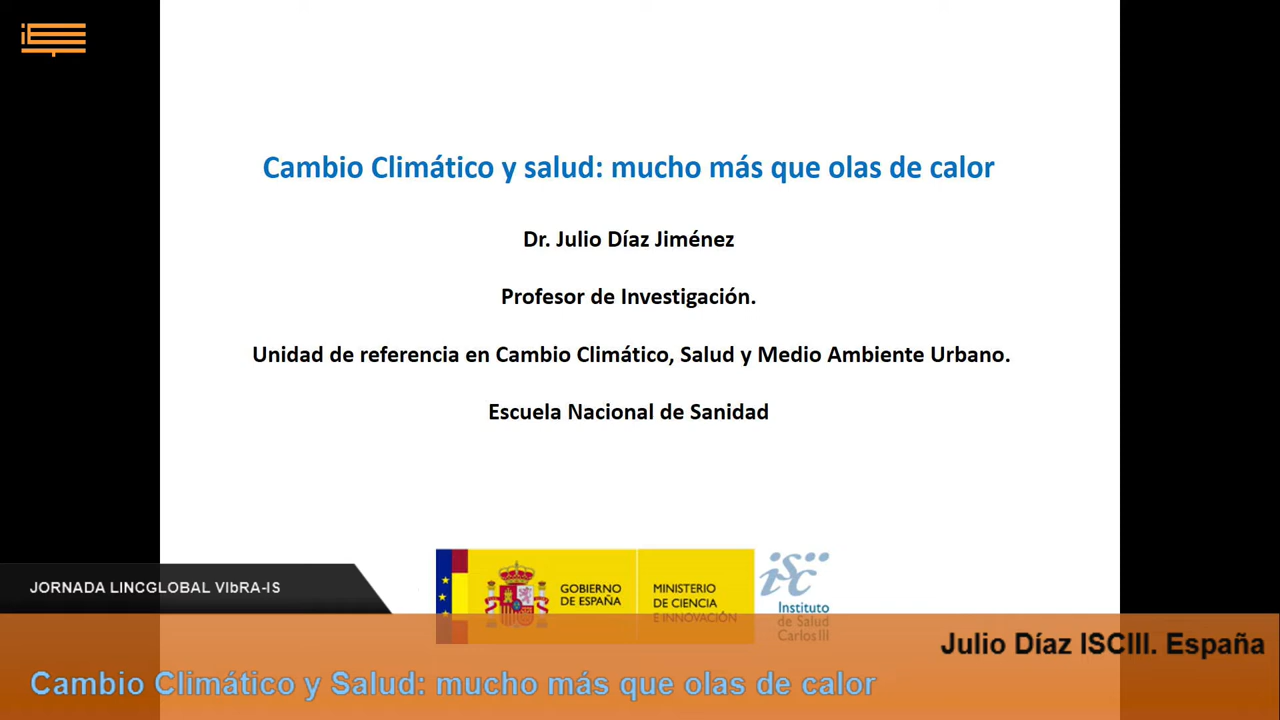 Cambio Climático y salud: mucho más que olas de calor
Dr. Julio Díaz Jiménez
Profesor de Investigación.
Unidad de referencia en Cambio Climático, Salud y Medio Ambiente Urbano.
Escuela Nacional de Sanidad
GOBIERNO
DE ESPAÑA
MINISTERIO
DE CIENCIA
E INNOVACIÓN
isc
Instituto
de Salud
Carlos III
JORNADA LINCGLOBAL VIbRA-IS
Julio Díaz ISCIII. España
Cambio Climático y Salud: mucho más que olas de calor